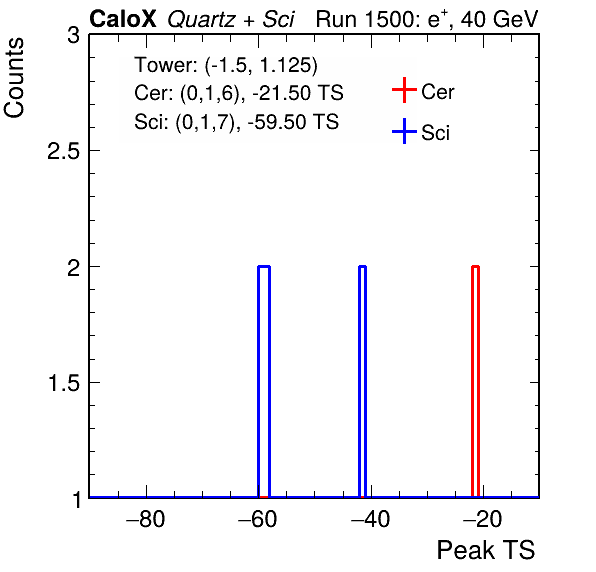 CaloX Quartz + Sci Run 1500: e+, 40 GeV
Counts
3
2.5
2
1.5
1
Tower: (-1.5, 1.125)
Cer: (0,1,6), -21.50 TS
Sci: (0,1,7), -59.50 TS
Cer
Sci
−80 −60 −40 −20
Peak TS